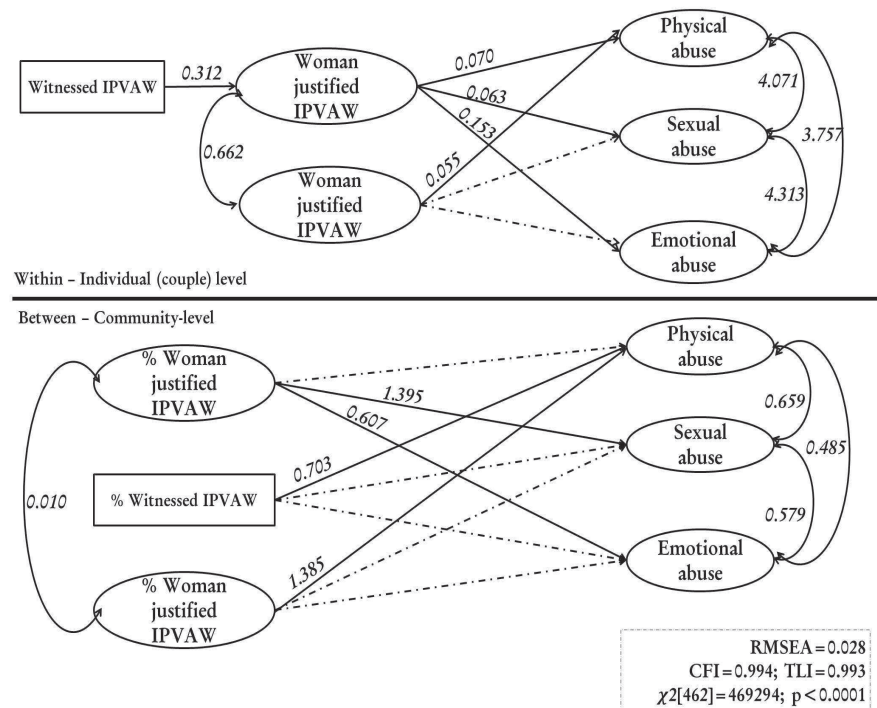 Witnessed IPVAW
0.312
Woman
justified
IPVAW
0.662
Woman
justified
IPVAW
0.070
0.063
0.153
0.055
Physical
abuse
Sexual
abuse
Emotional
abuse
4.071
3.757
4.313
Within – Individual (couple) level
Between – Community-level
% Woman
justified
IPVAW
% Witnessed IPVAW
% Woman
justified
IPVAW
0.010
1.395
0.607
0.703
1.385
Physical
abuse
Sexual
abuse
Emotional
abuse
0.659
0.485
0.579
RMSEA=0.028
CFI=0.994; TLI=0.993
χ2[462]=469294; p<0.0001